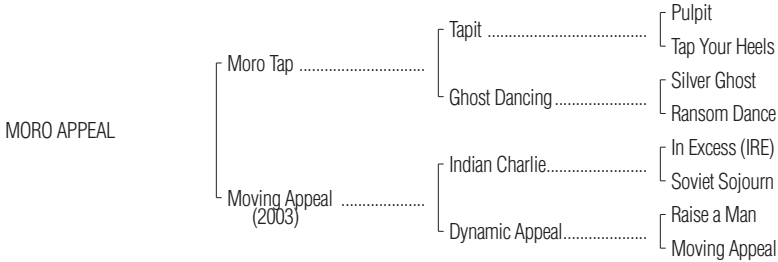 Pulpit
Tapit
Tap Your Heels
Moro Tap
Silver Ghost
Ghost Dancing
Ransom Dance
MORO APPEAL
In Excess (IRE)
Indian Charlie
Soviet Sojourn
Moving Appeal
(2003)
Raise a Man
Dynamic Appeal
Moving Appeal